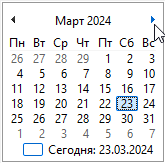 Март 2024
Пн Вт Ср Чт Пт Сб Вс
26 27 28 29 1 2 3
4 5 6 7 8 9 10
11 12 13 14 15 16 17
18 19 20 21 22 23 24
25 26 27 28 29 30 31
1 2 3 4 5 6 7
Сегодня: 23.03.2024